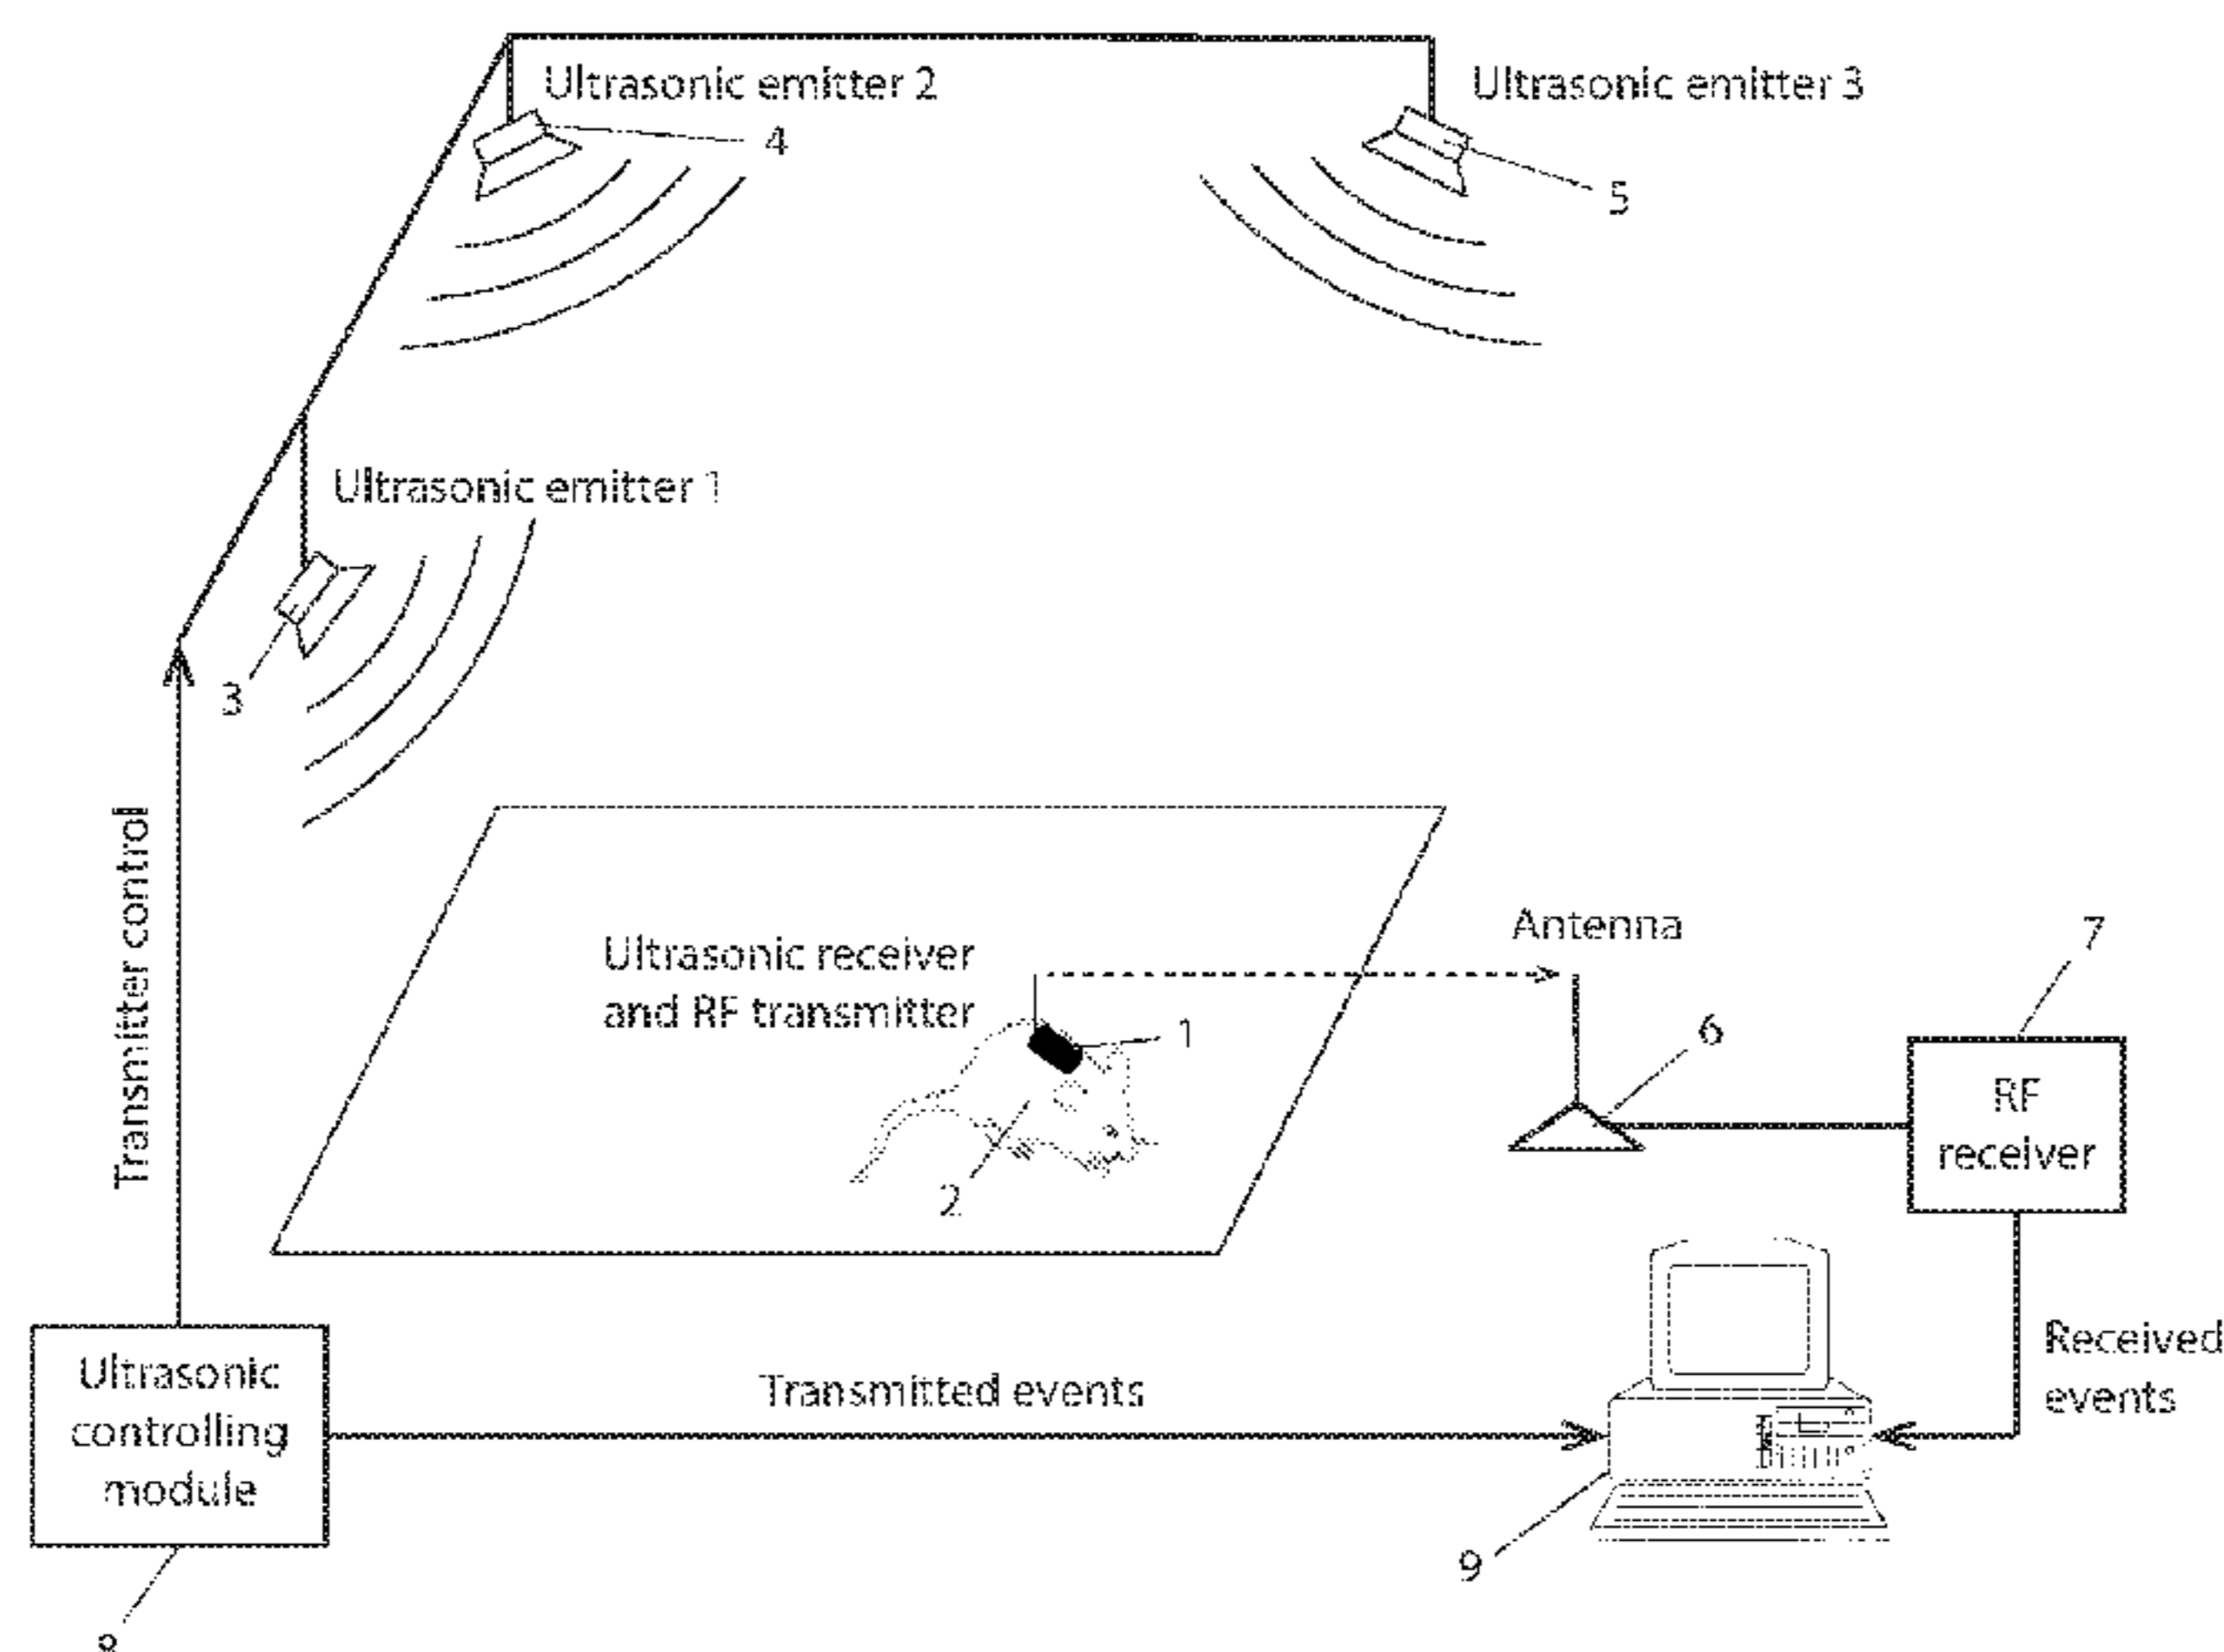 Ultrasonic emitter 2
Ultrasonic emitter 3
4
5
Ultrasonic emitter 1
3
Transmitter control
Ultrasonic receiver
and RF transmitter
1
2
Antenna
6
7
RF
receiver
Received
events
Transmitted events
Ultrasonic
controlling
module
9
8